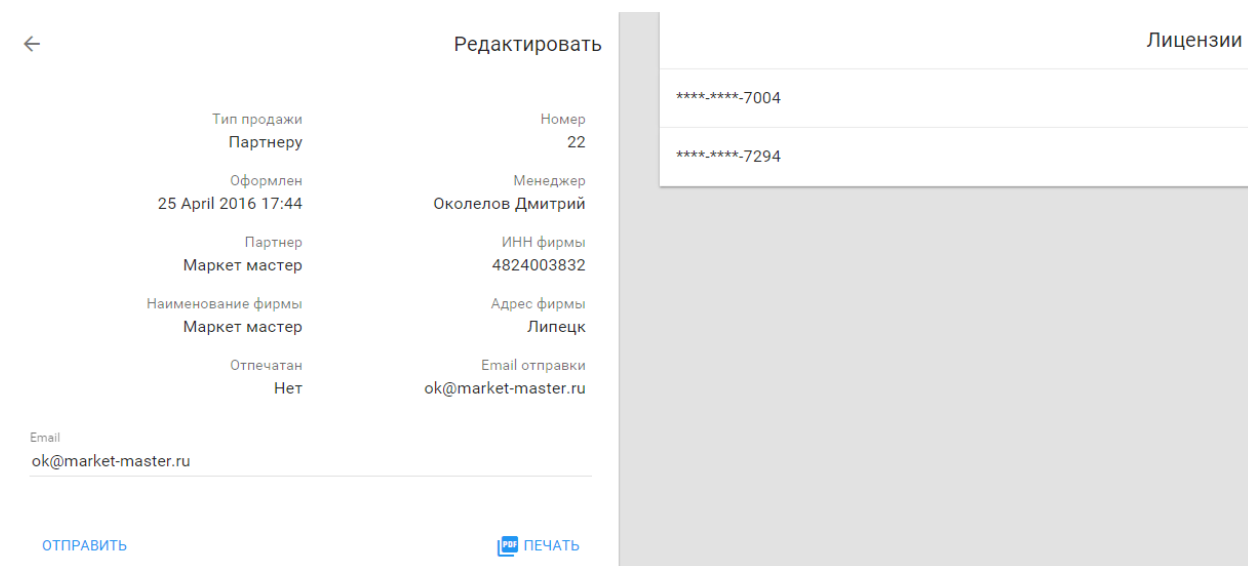 Редактировать
Тип продажи
Партнеру
Номер
22
Оформлен
25 April 2016 17:44
Менеджер
Околелов Дмитрий
Партнер
Маркет мастер
ИНН фирмы
4824003832
Наименование фирмы
Маркет мастер
Адрес фирмы
Липецк
Отпечатан
Нет
Email отправки
ok@market-master.ru
Email
ok@market-master.ru
ОТПРАВИТЬ
PDF ПЕЧАТЬ
Лицензии
****-****-7004
****-****-7294